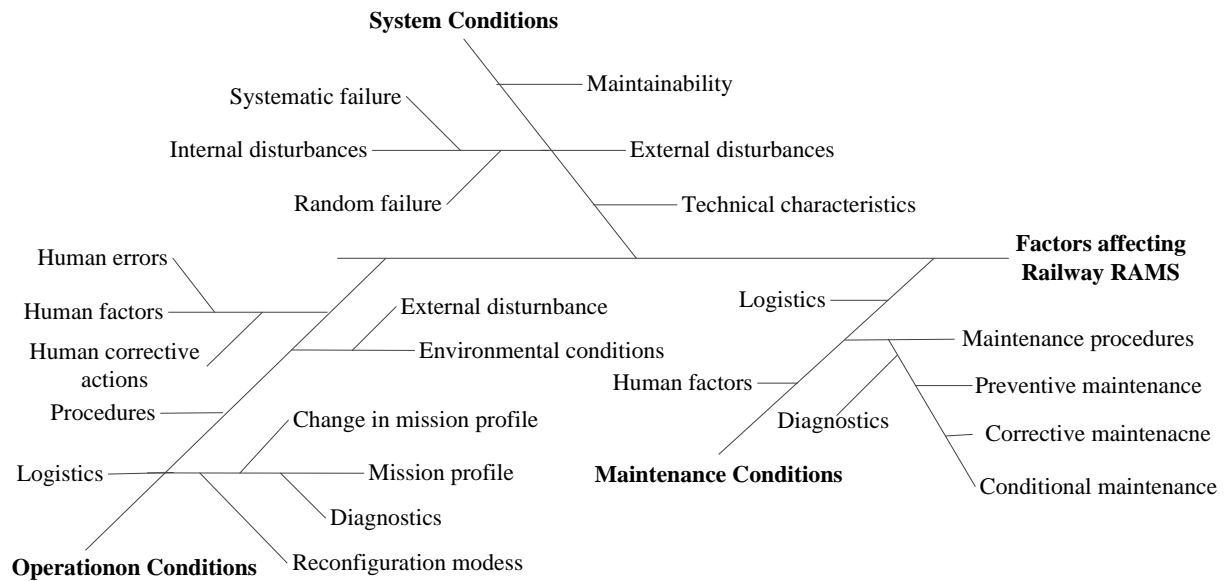 System Conditions
Maintainability
Systematic failure
Internal disturbances
External disturbances
Random failure
Technical characteristics
Factors affecting
Railway RAMS
Human errors
Human factors
Human corrective
actions
External disturnbance
Environmental conditions
Procedures
Change in mission profile
Logistics
Mission profile
Diagnostics
Reconfiguration modess
Operationon Conditions
Logistics
Maintenance procedures
Human factors
Preventive maintenance
Diagnostics
Corrective maintenacne
Conditional maintenance
Maintenance Conditions